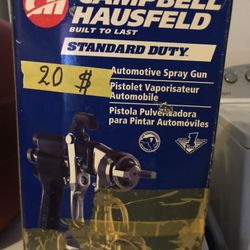 CAMPBELL
HAUSFELD
BUILT TO LAST
STANDARD DUTY
20 $
Automotive Spray Gun
Pistolet Vaporisateur
Automobile
Pistola Pulverizadora
para Pintar Automóviles